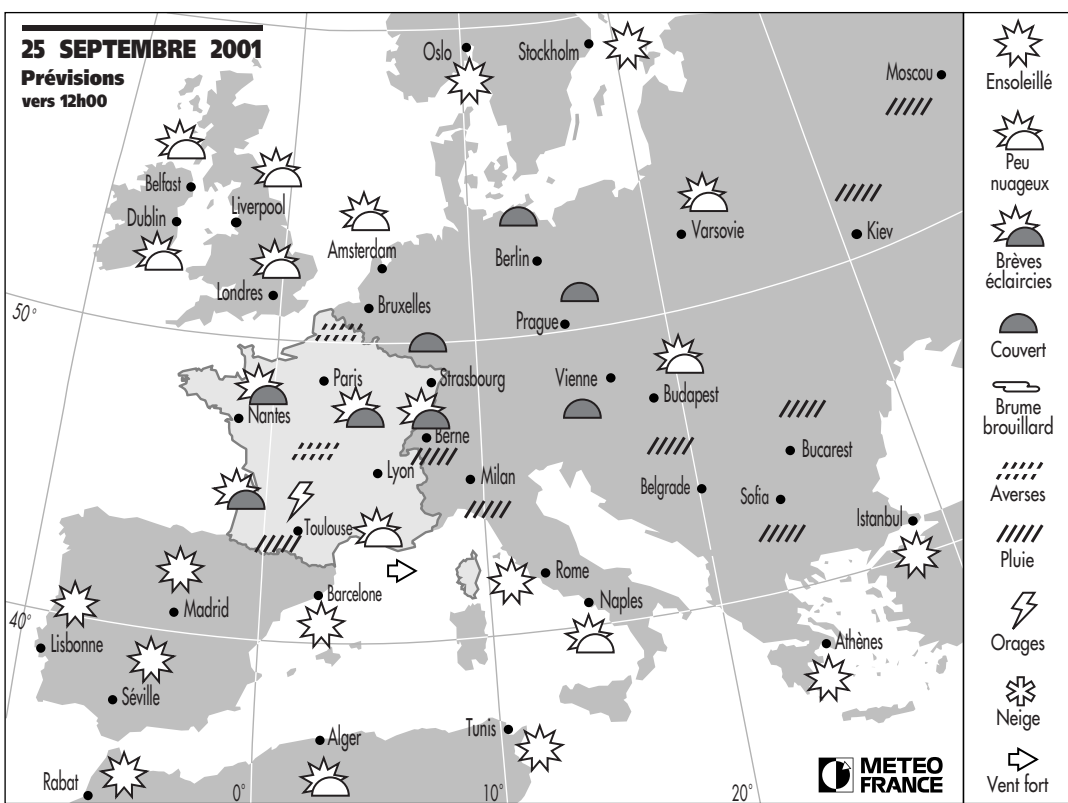 25 SEPTEMBRE 2001
Prévisions
vers 12h00
Oslo
Stockholm
Moscou
Belfast
Dublin
Liverpool
Amsterdam
Berlin
Varsovie
Kiev
Londres
Bruxelles
50°
Prague
Paris
Strasbourg
Vienne
Budapest
Nantes
Berne
Bucarest
Lyon
Milan
Belgrade
Sofia
Istanbul
Toulouse
Rome
Barcelone
Naples
Madrid
40°
Lisbonne
Athènes
Séville
Alger
Tunis
Rabat
0°
10°
20°
METEO
FRANCE
Ensoleillé
Peu
nuageux
Brèves
éclaircies
Couvert
Brume
brouillard
Averses
Pluie
Orages
Neige
Vent fort